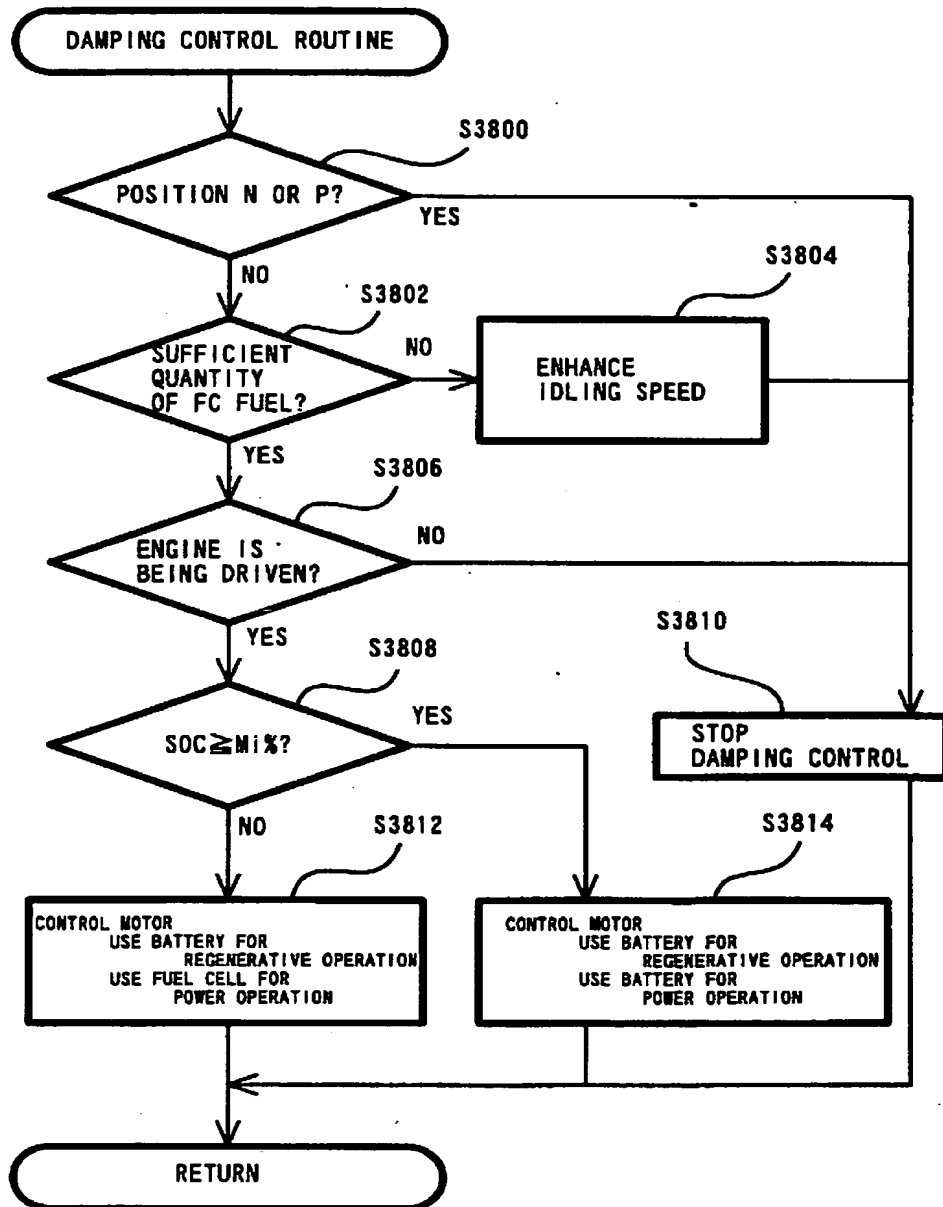 DAMPING CONTROL ROUTINE
S3800
POSITION N OR P?
YES
NO
S3802
S3804
SUFFICIENT
QUANTITY
OF FC FUEL?
NO
ENHANCE
IDLING SPEED
YES
S3806
ENGINE IS
BEING DRIVEN?
NO
YES
S3808
S3810
SOC≧Mi%?
YES
STOP
DAMPING CONTROL
NO
S3812
S3814
CONTROL MOTOR
USE BATTERY FOR
REGENERATIVE OPERATION
USE FUEL CELL FOR
POWER OPERATION
CONTROL MOTOR
USE BATTERY FOR
REGENERATIVE OPERATION
USE BATTERY FOR
POWER OPERATION
RETURN